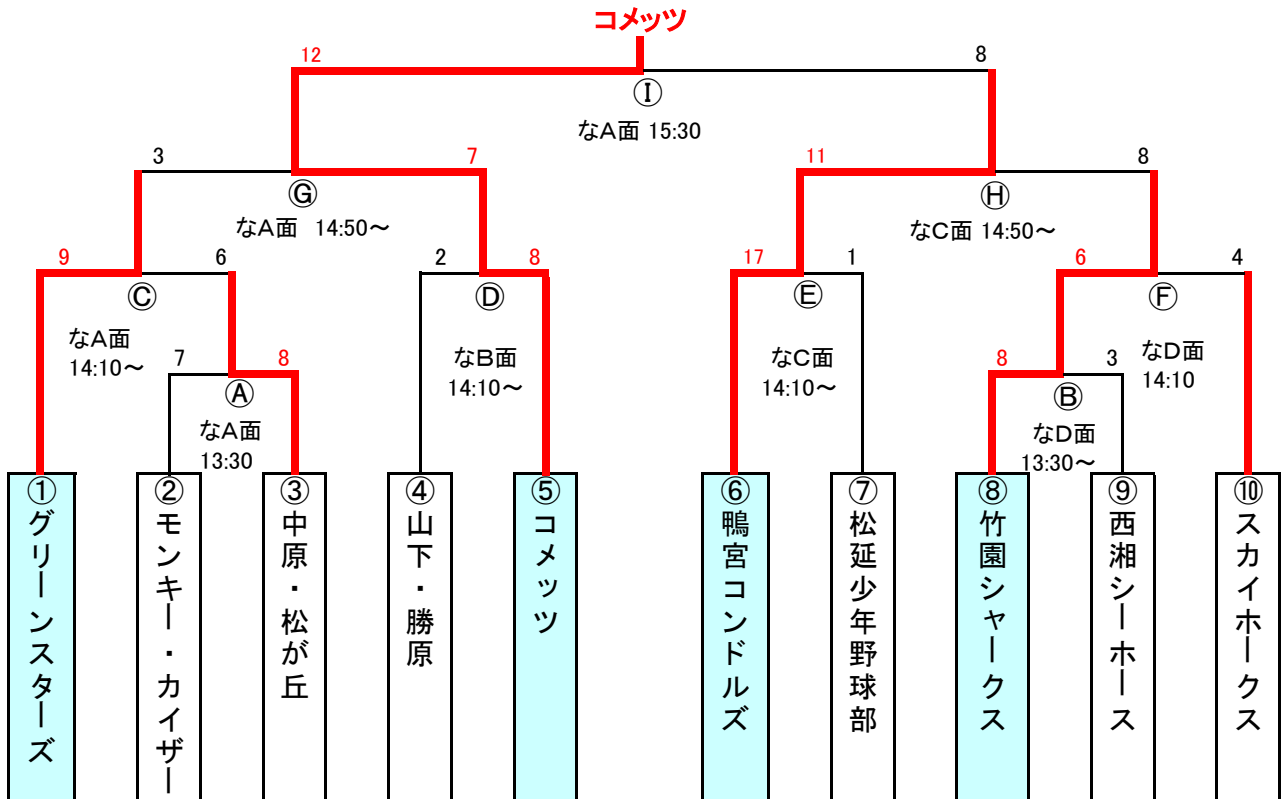 コメッツ
12
8
Ⓘ
なA面 15:30
3
7
11
8
Ⓖ
Ⓗ
なA面 14:50～
なC面 14:50～
9
6
2
8
17
1
6
4
Ⓒ
Ⓓ
Ⓔ
Ⓕ
なA面
14:10～
なB面
14:10～
なC面
14:10～
なD面
14:10
7
8
8
3
Ⓐ
Ⓑ
なA面
13:30
なD面
13:30～
①グリーンスターズ
②モンキー・カイザー
③中原・松が丘
④山下・勝原
⑤コメッツ
⑥鴨宮コンドルズ
⑦松延少年野球部
⑧竹園シャークス
⑨西湘シーホース
⑩スカイホークス